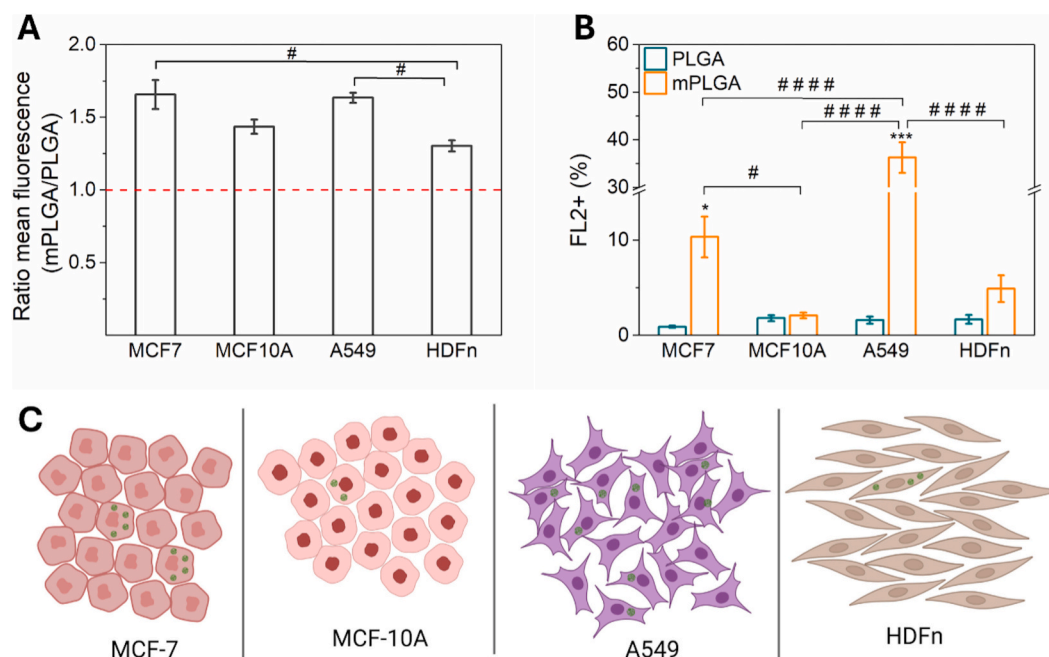 A
Ratio mean fluorescence
(mPLGA/PLGA)
2.0
1.5
1.0
0.5
#
#
MCF7 MCF10A A549 HDFn
B
FL2+ (%)
60
50
40
30
10
0
PLGA
mPLGA
# # # #
# # # # # # # #
***
#
*
MCF7 MCF10A A549 HDFn
C
MCF-7 MCF-10A A549 HDFn